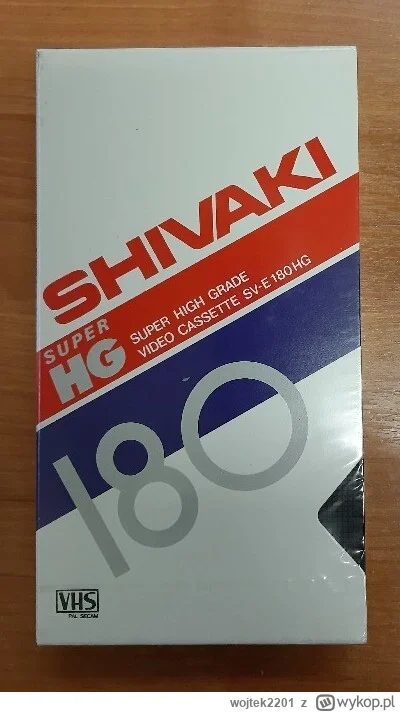 SHIVAKI
SUPER
HG
SUPER HIGH GRADE
VIDEO CASSETTE SV-E180HG
180
VHS
PAL SECAM
wojtek2201 z wykop.pl